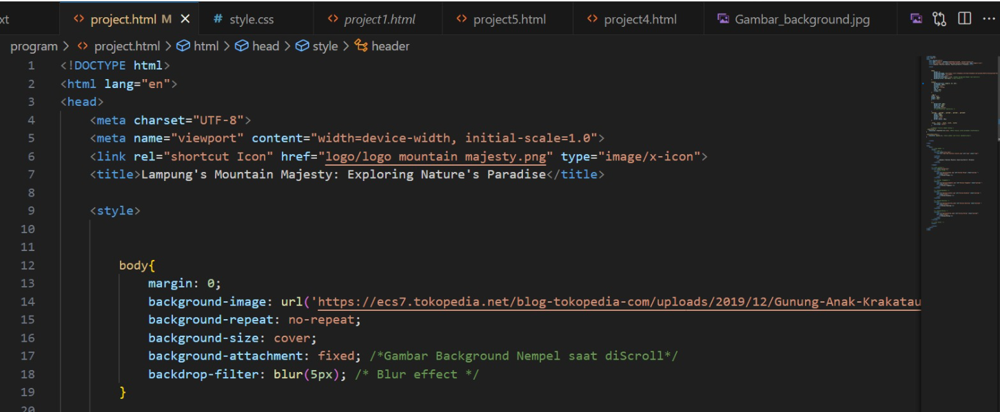 xt project.html M style.css project1.html project5.html project4.html Gambar_background.jpg
program > project.html > html > head > style > header
1 <!DOCTYPE html>
2 <html lang="en">
3 <head>
4 <meta charset="UTF-8">
5 <meta name="viewport" content="width=device-width, initial-scale=1.0">
6 <link rel="shortcut Icon" href="logo/logo mountain majesty.png" type="image/x-icon">
7 <title>Lampung's Mountain Majesty: Exploring Nature's Paradise</title>
8
9 <style>
10
11
12 body{
13 margin: 0;
14 background-image: url('https://ecs7.tokopedia.net/blog-tokopedia-com/uploads/2019/12/Gunung-Anak-Krakatau
15 background-repeat: no-repeat;
16 background-size: cover;
17 background-attachment: fixed; /*Gambar Background Nempel saat diScroll*/
18 backdrop-filter: blur(5px); /* Blur effect */
19 }
20